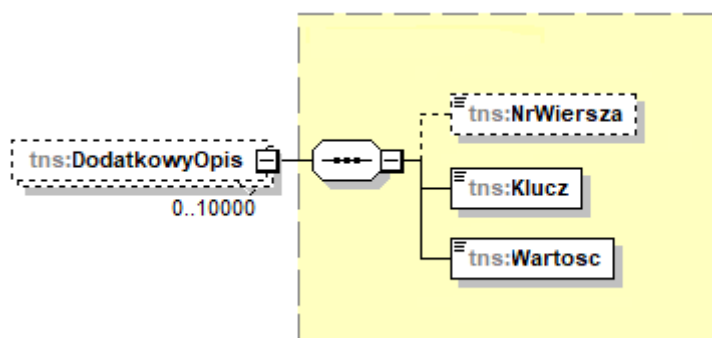 tns:NrWiersza
tns:DodatkowyOpis
tns:Klucz
0..10000
tns:Wartosc